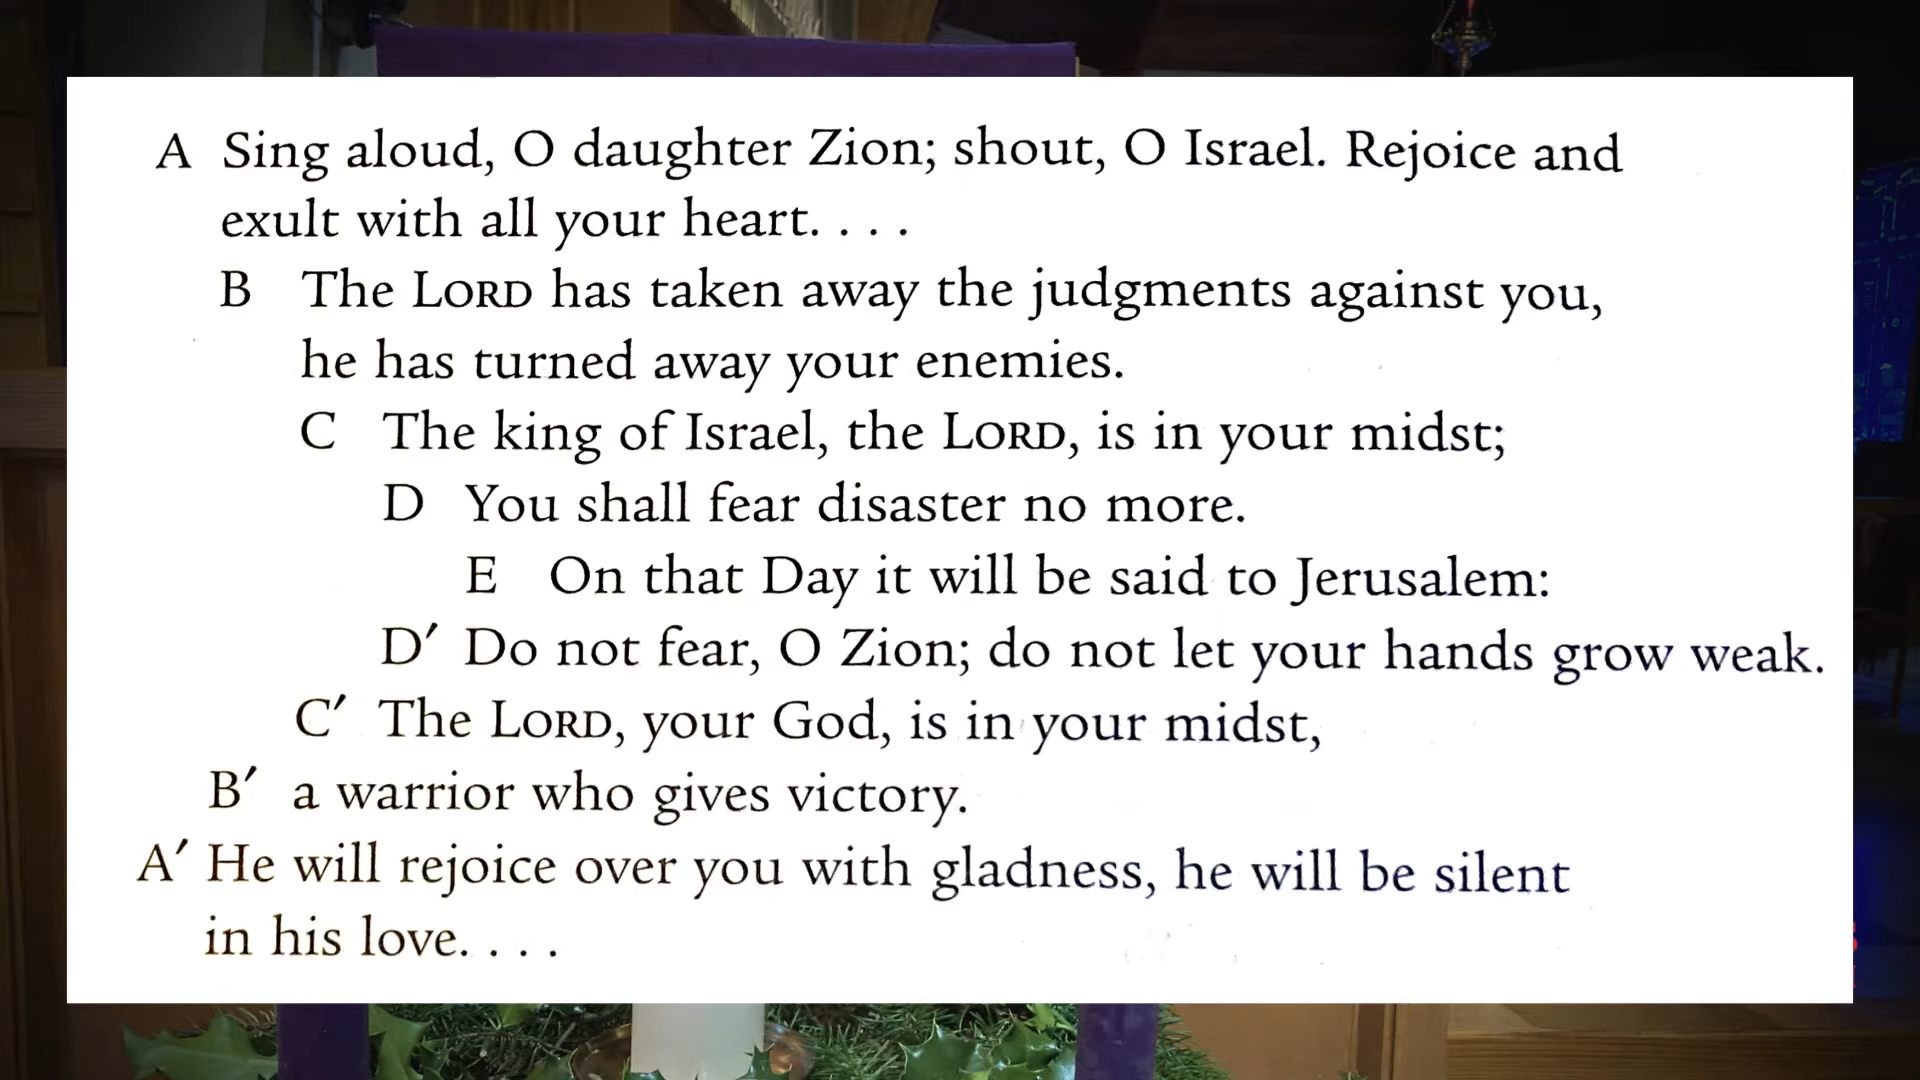 A Sing aloud, O daughter Zion; shout, O Israel. Rejoice and
exult with all your heart. . . .
B The LORD has taken away the judgments against you,
he has turned away your enemies.
C The king of Israel, the LORD, is in your midst;
D You shall fear disaster no more.
E On that Day it will be said to Jerusalem:
D′ Do not fear, O Zion; do not let your hands grow weak.
C′ The LORD, your God, is in your midst,
B′ a warrior who gives victory.
A′ He will rejoice over you with gladness, he will be silent
in his love. . . .